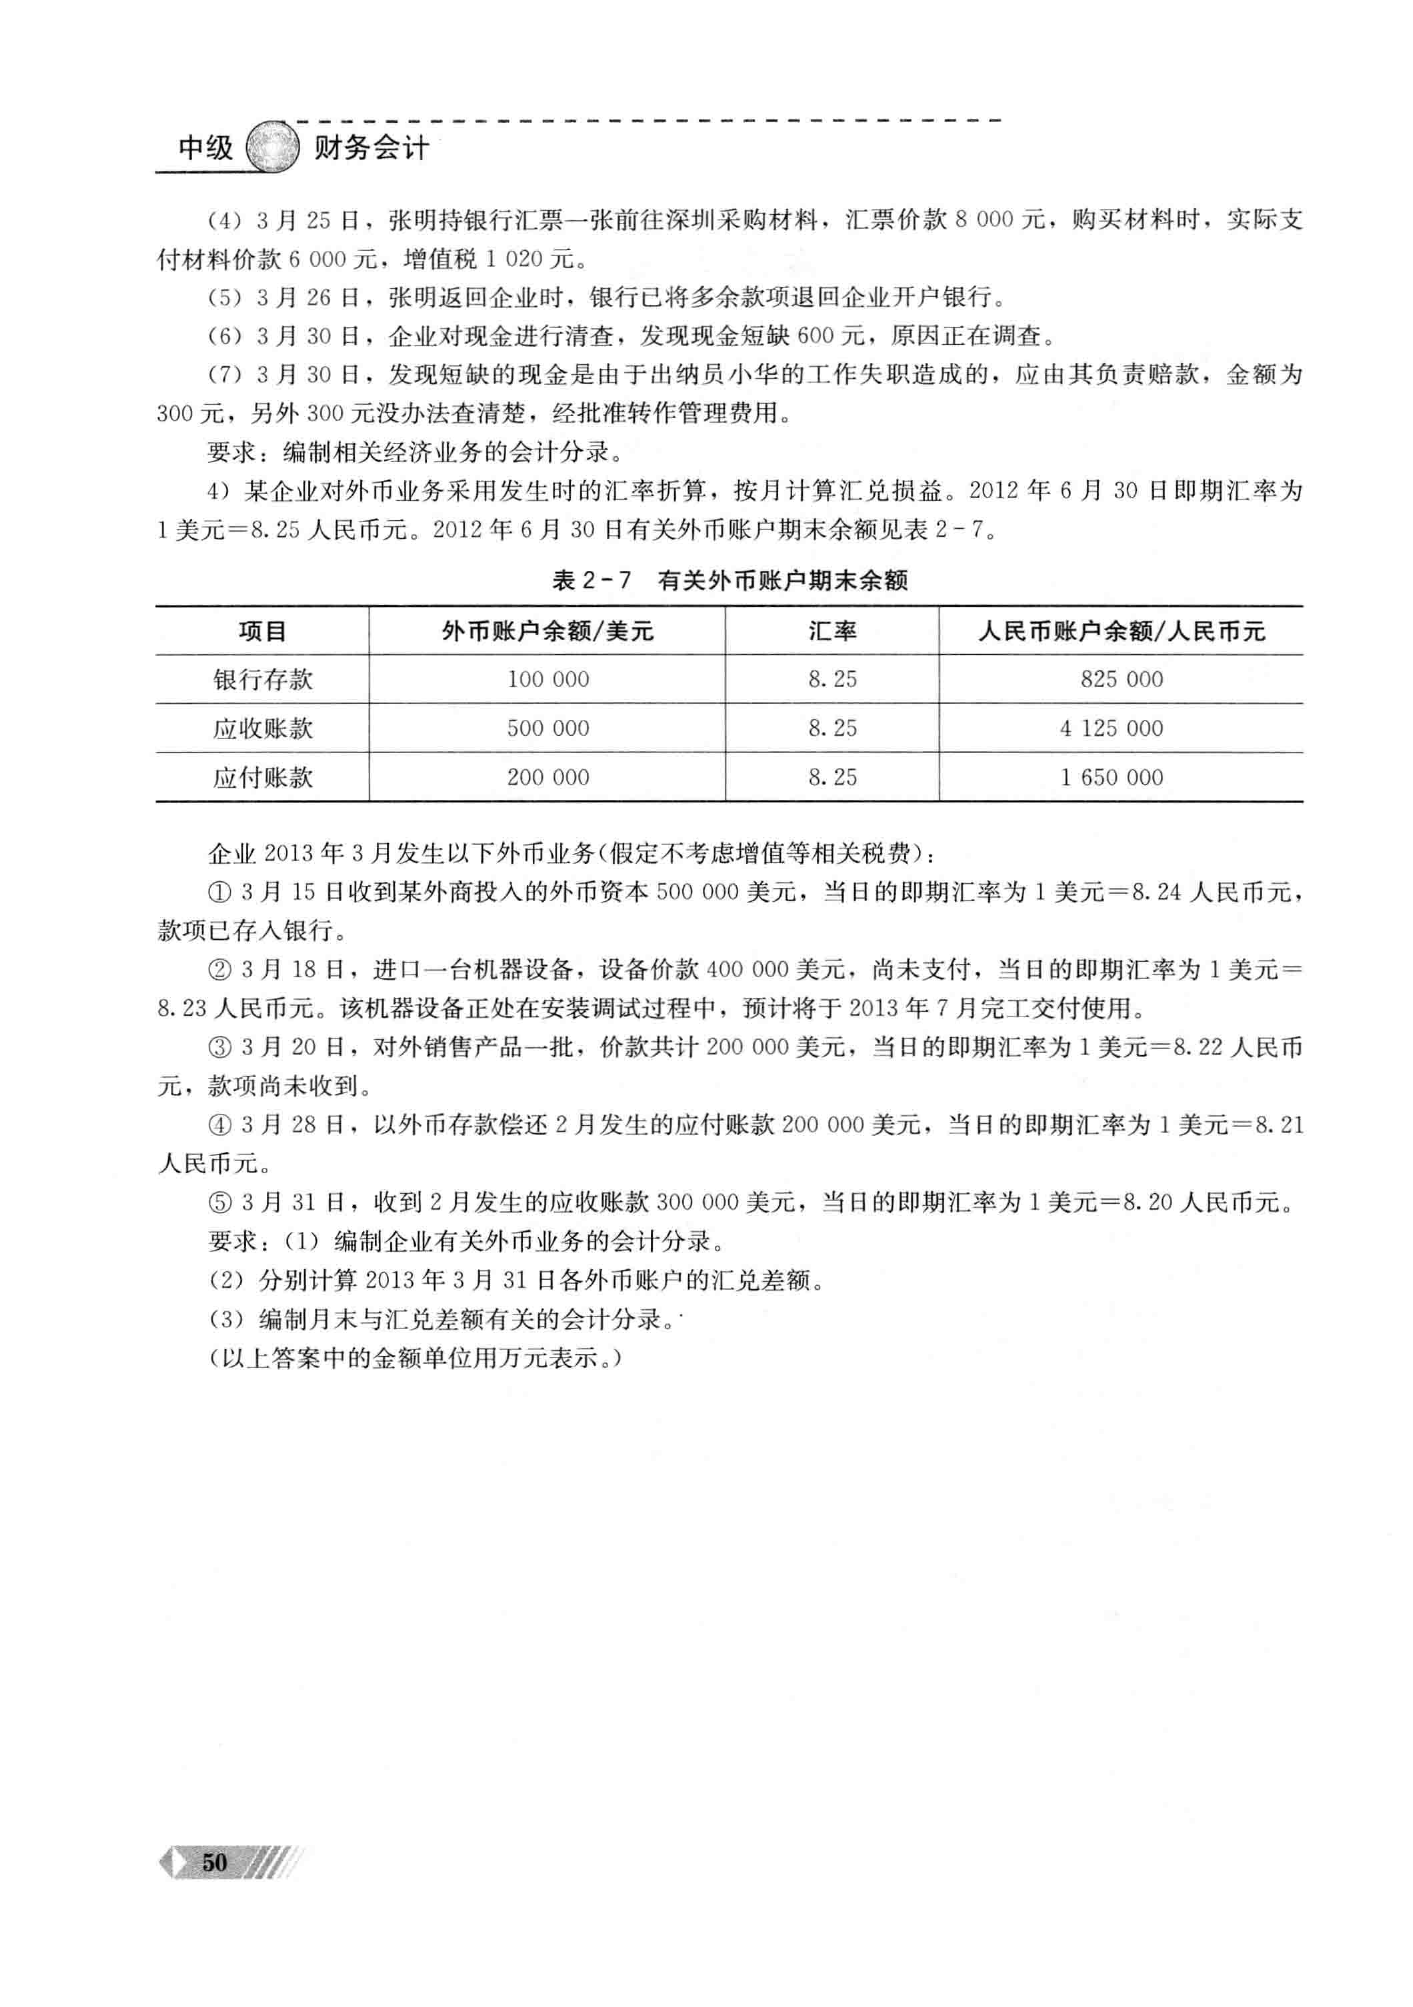 中级 财务会计
(4) 3 月 25 日，张明持银行汇票一张前往深圳采购材料，汇票价款 8 000 元，购买材料时，实际支
付材料价款 6 000 元，增值税 1 020 元。
(5) 3 月 26 日，张明返回企业时，银行已将多余款项退回企业开户银行。
(6) 3 月 30 日，企业对现金进行清查，发现现金短缺 600 元，原因正在调查。
(7) 3 月 30 日，发现短缺的现金是由于出纳员小华的工作失职造成的，应由其负责赔款，金额为
300 元，另外 300 元没办法查清楚，经批准转作管理费用。
要求：编制相关经济业务的会计分录。
4) 某企业对外币业务采用发生时的汇率折算，按月计算汇兑损益。2012 年 6 月 30 日即期汇率为
1 美元=8.25 人民币元。2012 年 6 月 30 日有关外币账户期末余额见表 2-7。
表 2-7 有关外币账户期末余额
项目 外币账户余额/美元 汇率 人民币账户余额/人民币元
银行存款 100 000 8.25 825 000
应收账款 500 000 8.25 4 125 000
应付账款 200 000 8.25 1 650 000
企业 2013 年 3 月发生以下外币业务(假定不考虑增值等相关税费)：
① 3 月 15 日收到某外商投入的外币资本 500 000 美元，当日的即期汇率为 1 美元=8.24 人民币元，
款项已存入银行。
② 3 月 18 日，进口一台机器设备，设备价款 400 000 美元，尚未支付，当日的即期汇率为 1 美元=
8.23 人民币元。该机器设备正处在安装调试过程中，预计将于 2013 年 7 月完工交付使用。
③ 3 月 20 日，对外销售产品一批，价款共计 200 000 美元，当日的即期汇率为 1 美元=8.22 人民币
元，款项尚未收到。
④ 3 月 28 日，以外币存款偿还 2 月发生的应付账款 200 000 美元，当日的即期汇率为 1 美元=8.21
人民币元。
⑤ 3 月 31 日，收到 2 月发生的应收账款 300 000 美元，当日的即期汇率为 1 美元=8.20 人民币元。
要求：(1) 编制企业有关外币业务的会计分录。
(2) 分别计算 2013 年 3 月 31 日各外币账户的汇兑差额。
(3) 编制月末与汇兑差额有关的会计分录。
(以上答案中的金额单位用万元表示。)
50